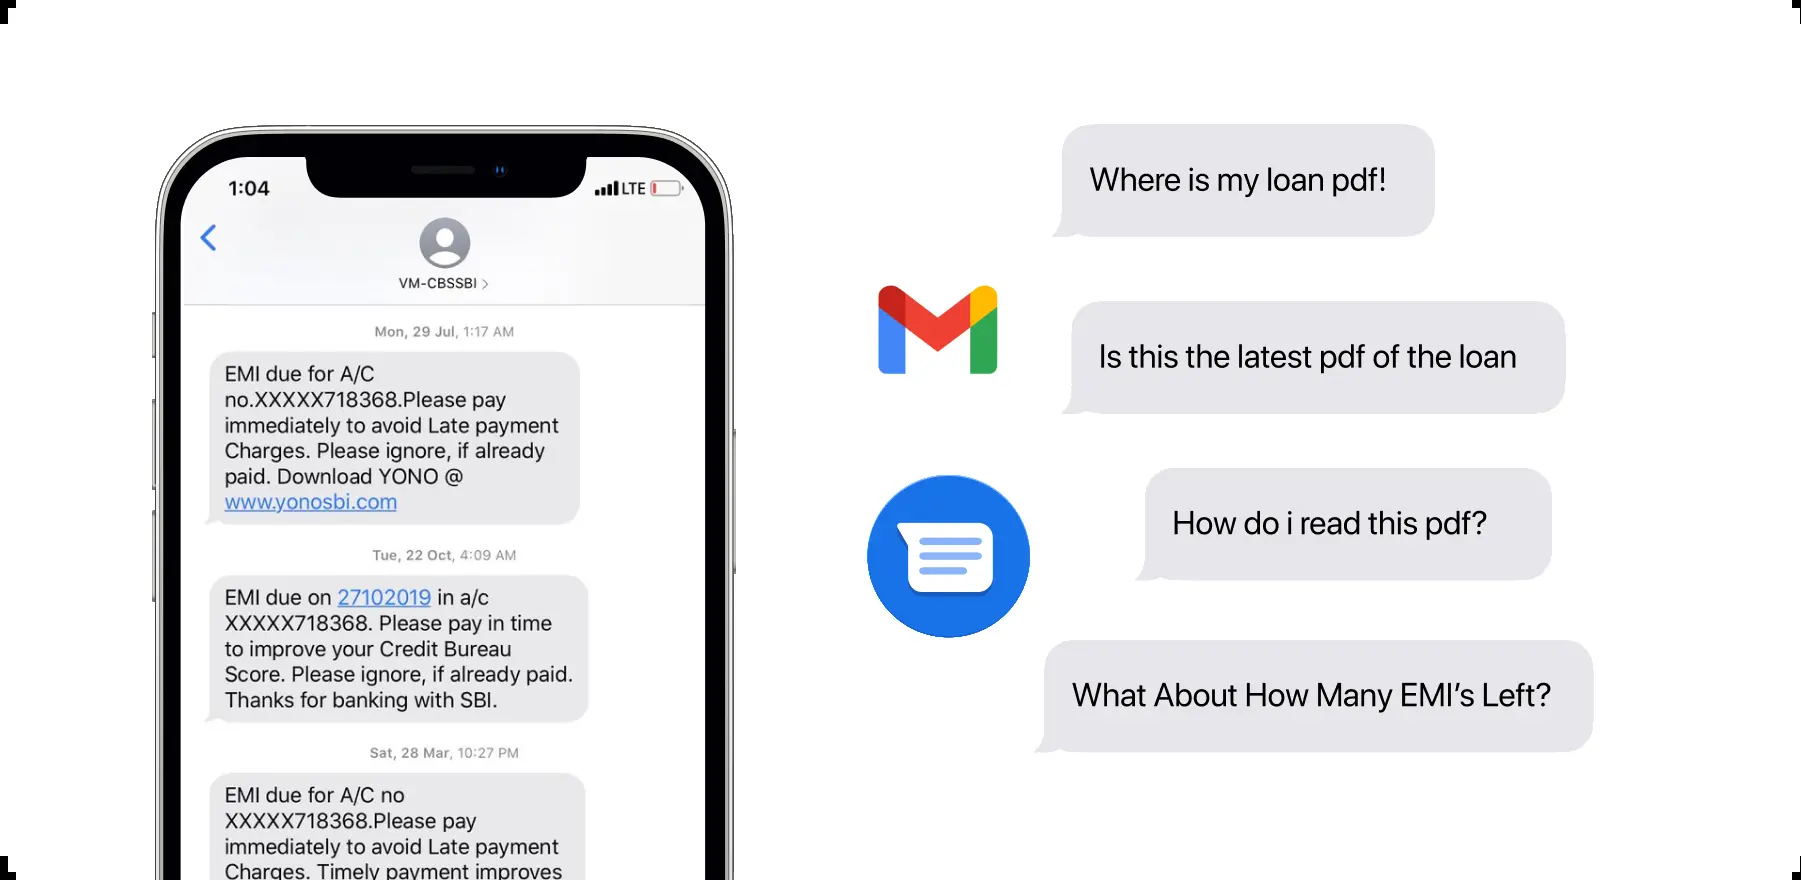 1:04
LTE
VM-CBSSBI
Mon, 29 Jul, 1:17 AM
EMI due for A/C
no.XXXXX718368.Please pay
immediately to avoid Late payment
Charges. Please ignore, if already
paid. Download YONO @
www.yonosbi.com
Tue, 22 Oct, 4:09 AM
EMI due on 27102019 in a/c
XXXXX718368. Please pay in time
to improve your Credit Bureau
Score. Please ignore, if already paid.
Thanks for banking with SBI.
Sat, 28 Mar, 10:27 PM
EMI due for A/C no
XXXXX718368.Please pay
immediately to avoid Late payment
Charges. Timely payment improves
Where is my loan pdf!
Is this the latest pdf of the loan
How do i read this pdf?
What About How Many EMI's Left?